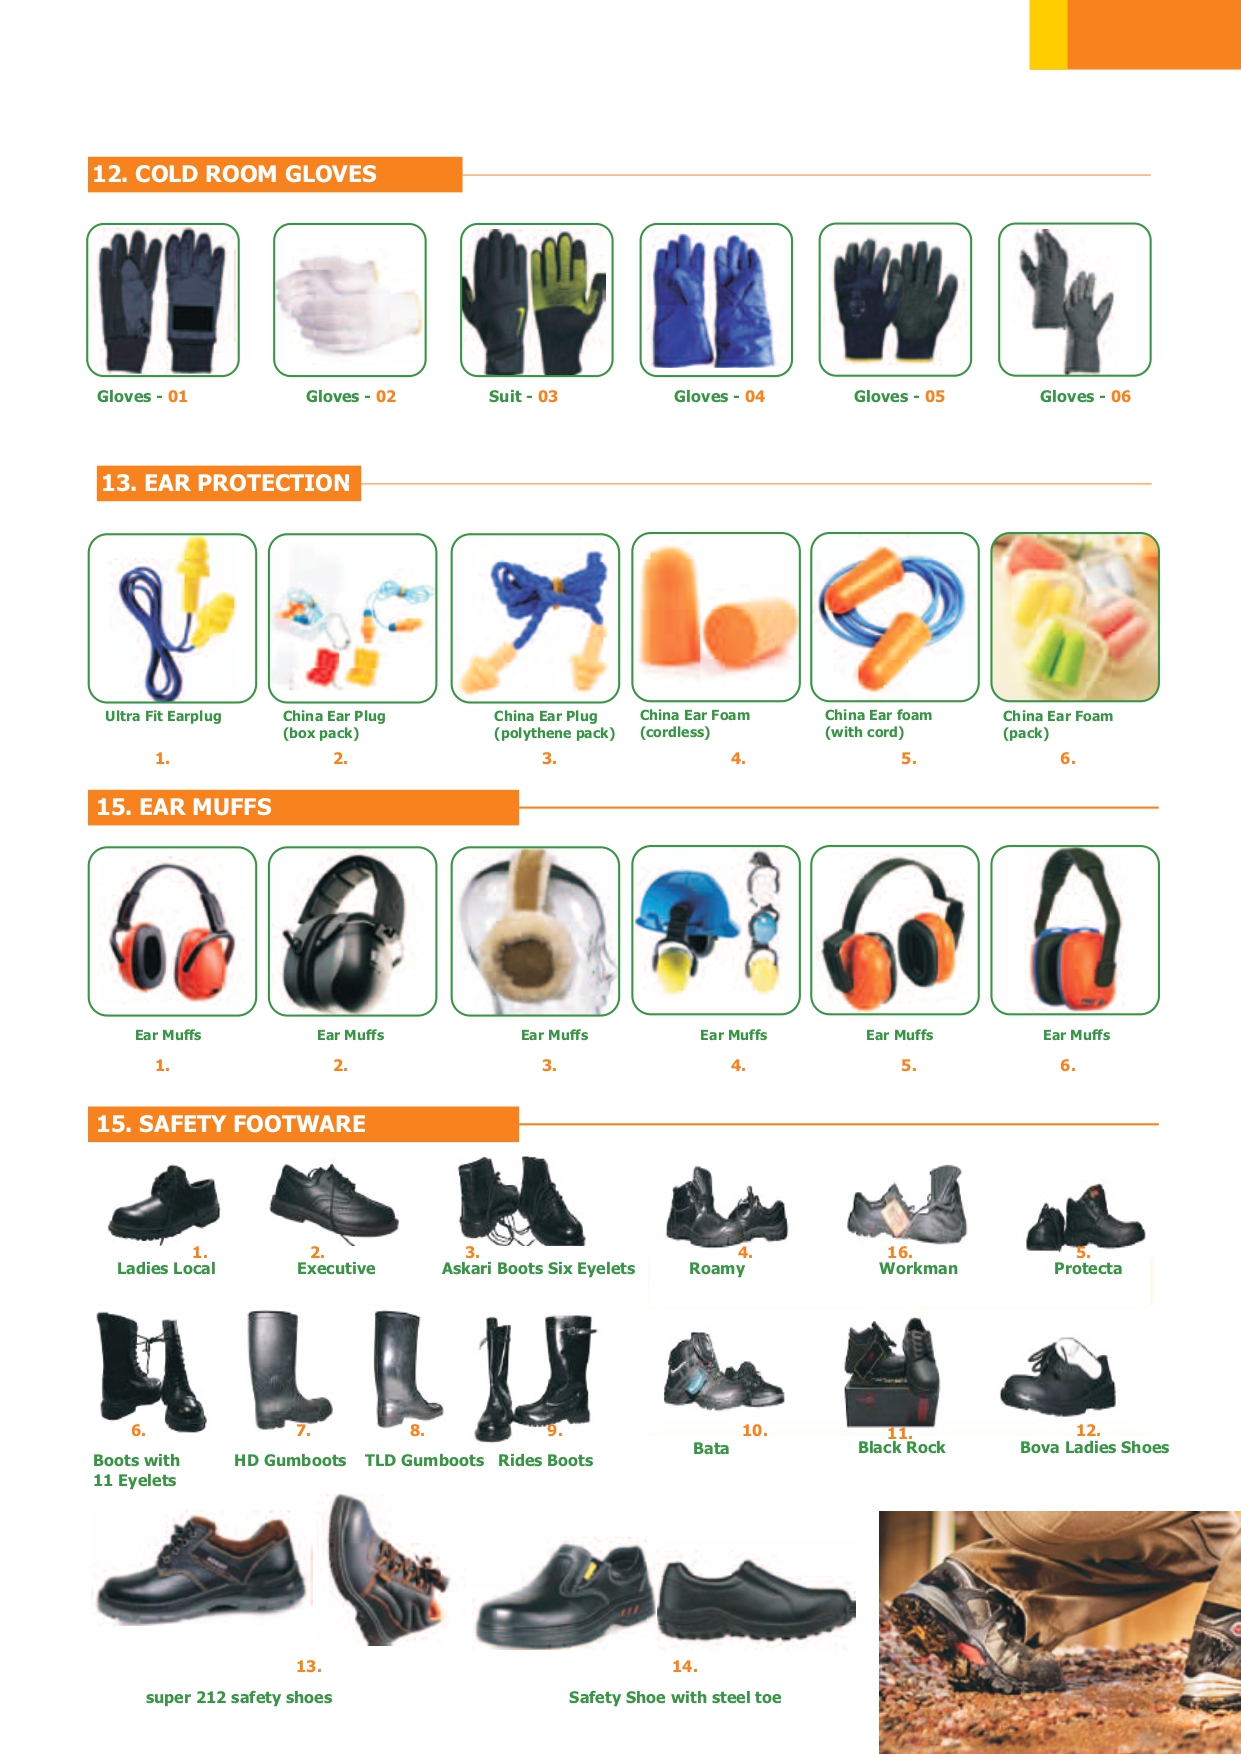 12. COLD ROOM GLOVES
Gloves - 01
Gloves - 02
Suit - 03
Gloves - 04
Gloves - 05
Gloves - 06
13. EAR PROTECTION
Ultra Fit Earplug
1.
China Ear Plug
(box pack)
2.
China Ear Plug
(polythene pack)
3.
China Ear Foam
(cordless)
4.
China Ear foam
(with cord)
5.
China Ear Foam
(pack)
6.
15. EAR MUFFS
Ear Muffs
1.
Ear Muffs
2.
Ear Muffs
3.
Ear Muffs
4.
Ear Muffs
5.
Ear Muffs
6.
15. SAFETY FOOTWARE
1.
Ladies Local
2.
Executive
3.
Askari Boots Six Eyelets
4.
Roamy
16.
Workman
5.
Protecta
6.
Boots with
11 Eyelets
7.
HD Gumboots
8.
TLD Gumboots
9.
Rides Boots
10.
Bata
11.
Black Rock
12.
Bova Ladies Shoes
13.
super 212 safety shoes
14.
Safety Shoe with steel toe